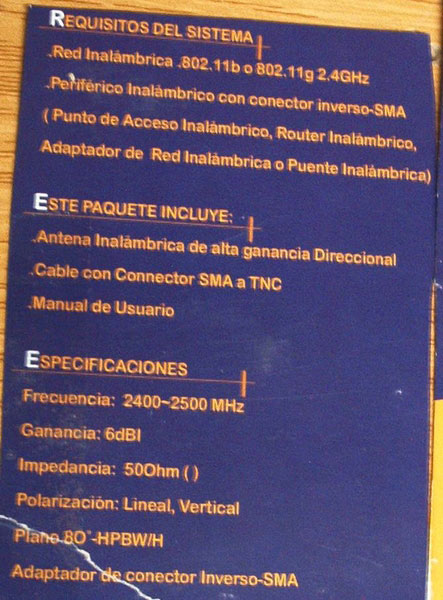 REQUISITOS DEL SISTEMA
.Red Inalámbrica .802.11b o 802.11g 2.4GHz
.Periférico Inalámbrico con conector inverso-SMA
( Punto de Acceso Inalámbrico, Router Inalámbrico,
Adaptador de Red Inalámbrica o Puente Inalámbrica)
ESTE PAQUETE INCLUYE:
.Antena Inalámbrica de alta ganancia Direccional
.Cable con Connector SMA a TNC
.Manual de Usuario
ESPECIFICACIONES
Frecuencia: 2400~2500 MHz
Ganancia: 6dBI
Impedancia: 50Ohm ( )
Polarización: Lineal, Vertical
Plano 8O°-HPBW/H
Adaptador de conector Inverso-SMA